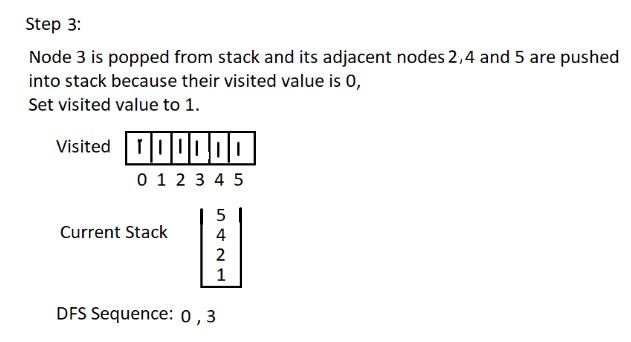 Step 3:
Node 3 is popped from stack and its adjacent nodes 2,4 and 5 are pushed
into stack because their visited value is 0,
Set visited value to 1.
Visited 1 1 1 1 1 1
0 1 2 3 4 5
5
Current Stack 4
2
1
DFS Sequence: 0 , 3